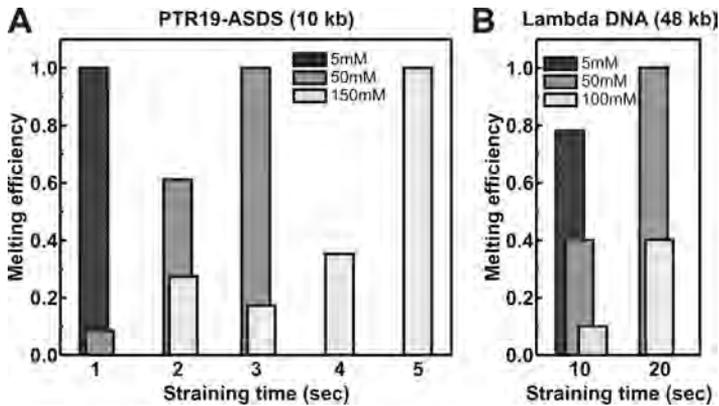 A
PTR19-ASDS (10 kb)
5mM
50mM
150mM
Melting efficiency
1.0
0.8
0.6
0.4
0.2
0.0
1 2 3 4 5
Straining time (sec)
B
Lambda DNA (48 kb)
5mM
50mM
100mM
Melting efficiency
1.0
0.8
0.6
0.4
0.2
0.0
10 20
Straining time (sec)